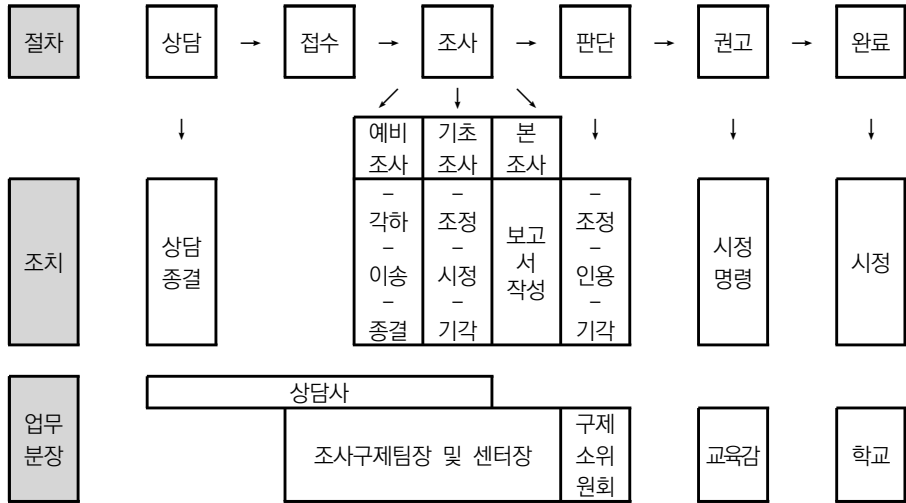 절차 상담 → 접수 → 조사 → 판단 → 권고 → 완료
↓ ↙ ↓ ↘ ↓ ↓ ↓
예비 기초 본
조사 조사 조사
조치
상담
종결
–
각하
–
이송
–
종결
–
조정
–
시정
–
기각
보고
서
작성
–
조정
–
인용
–
기각
시정
명령
시정
업무
분장
상담사
조사구제팀장 및 센터장
구제
소위
원회
교육감
학교